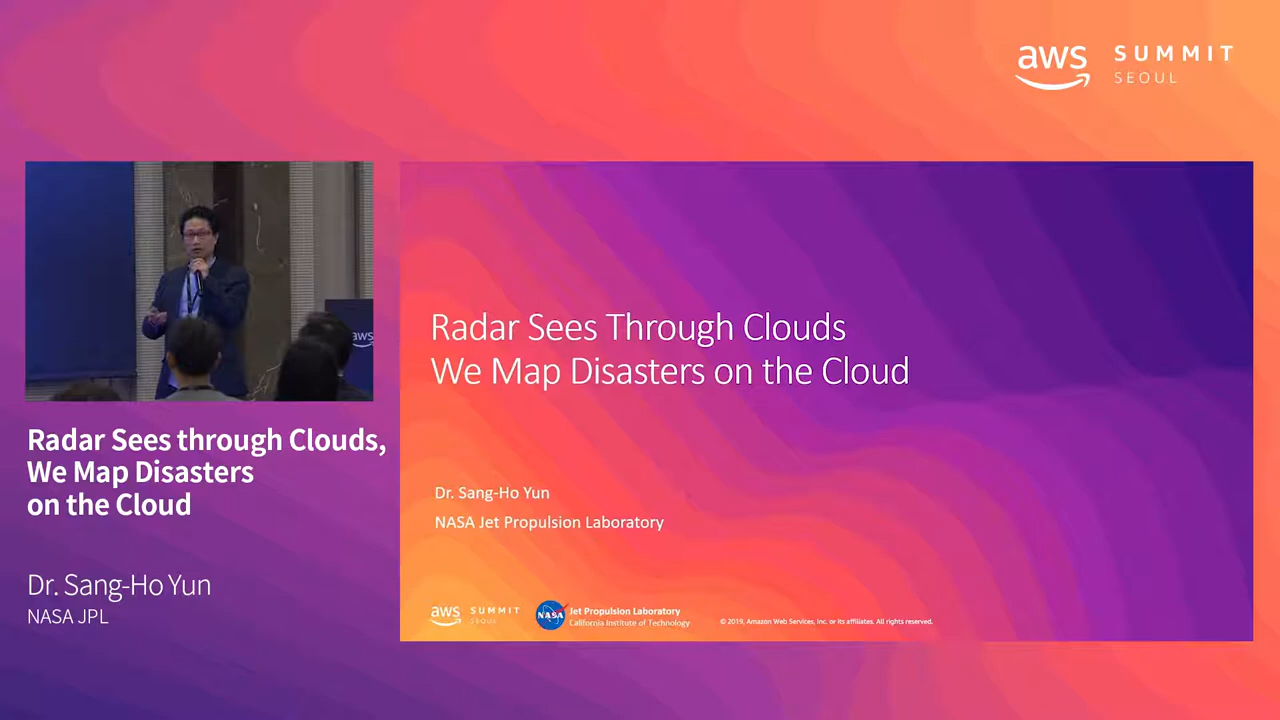 aws SUMMIT
SEOUL
aws
Radar Sees through Clouds,
We Map Disasters
on the Cloud
Dr. Sang-Ho Yun
NASA JPL
Radar Sees Through Clouds
We Map Disasters on the Cloud
Dr. Sang-Ho Yun
NASA Jet Propulsion Laboratory
aws SUMMIT
SEOUL
NASA Jet Propulsion Laboratory
California Institute of Technology
© 2019, Amazon Web Services, Inc. or its affiliates. All rights reserved.